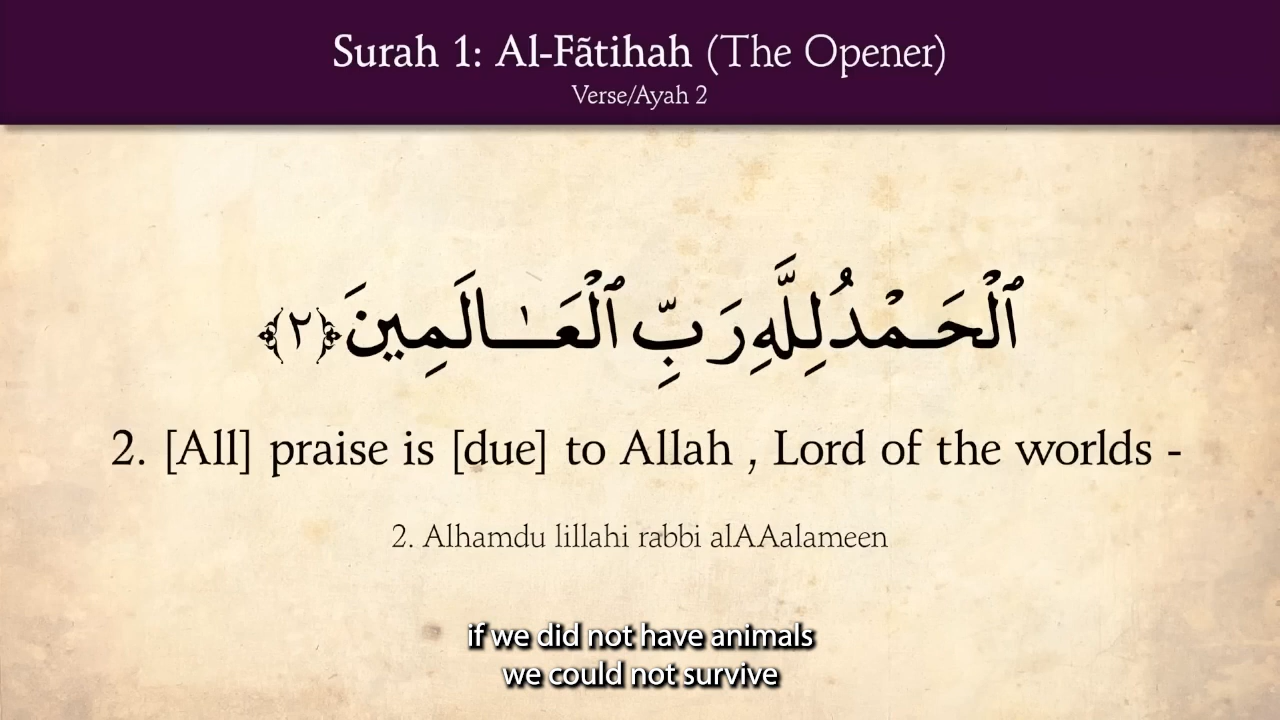 Surah 1: Al-Fãtihah (The Opener)
Verse/Ayah 2
ٱلْحَـمْدُ لِلَّهِ رَبِّ ٱلْعَـٰالَمِينَ ﴿٢﴾
2. [All] praise is [due] to Allah , Lord of the worlds -
2. Alhamdu lillahi rabbi alAAalameen
if we did not have animals
we could not survive